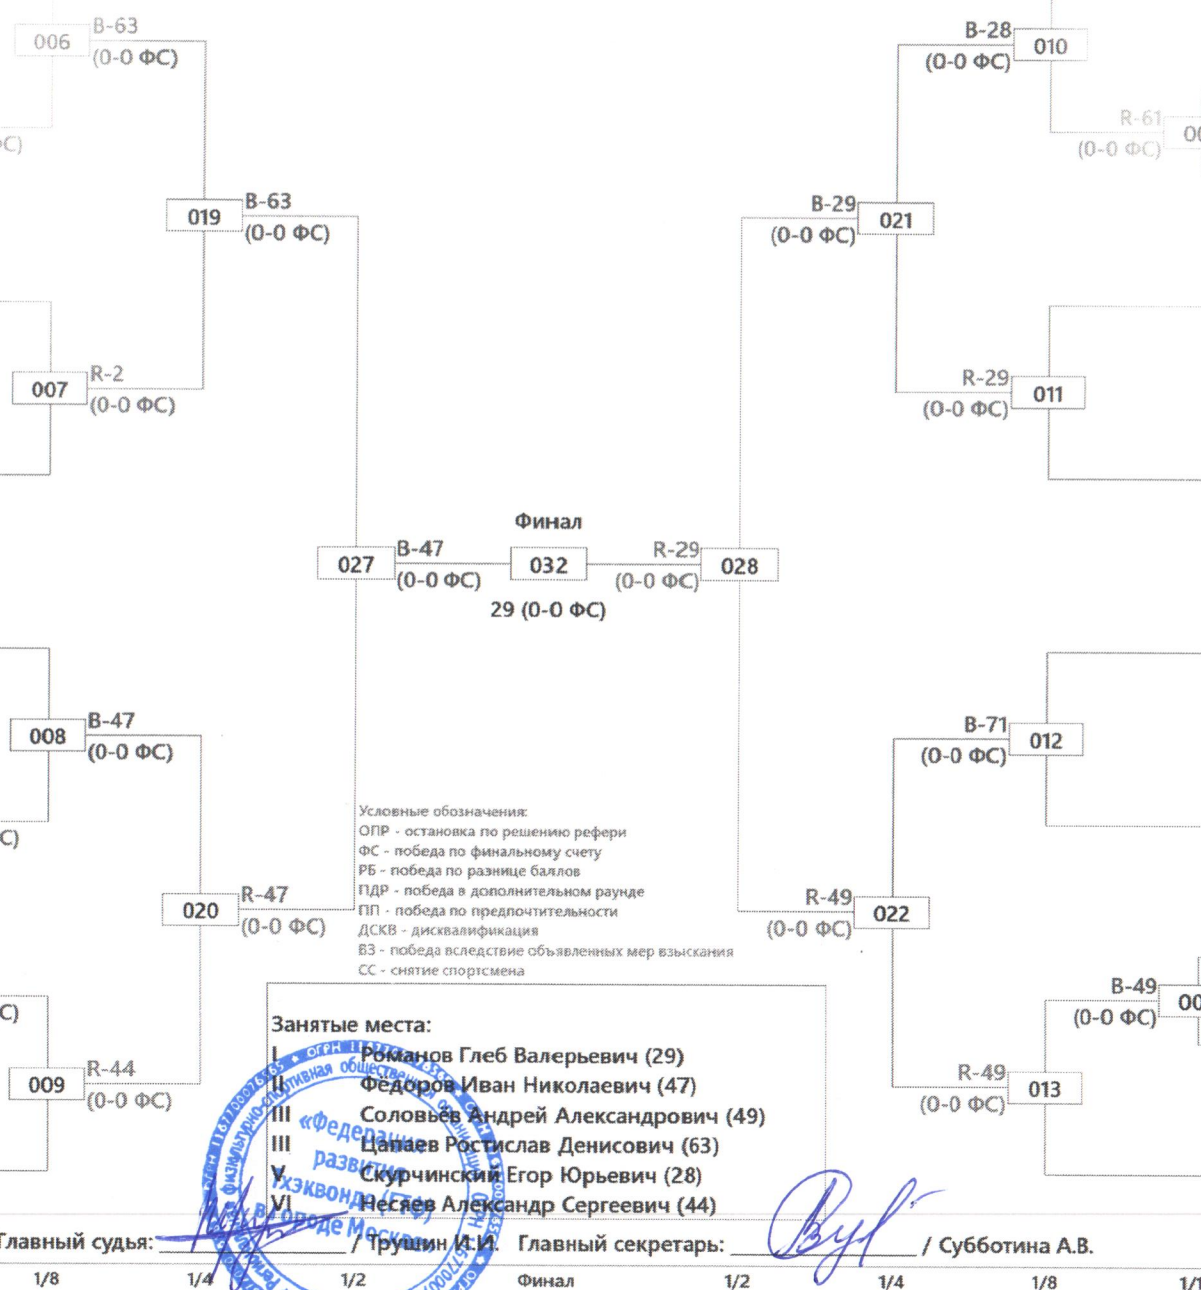 B-63
006
(0-0 ФС)
B-28
010
(0-0 ФС)
R-61
(0-0 ФС)
B-63
019
(0-0 ФС)
B-29
021
(0-0 ФС)
R-2
007
(0-0 ФС)
R-29
011
(0-0 ФС)
Финал
B-47
027
(0-0 ФС)
032
R-29
028
(0-0 ФС)
29 (0-0 ФС)
B-47
008
(0-0 ФС)
B-71
012
(0-0 ФС)
Условные обозначения:
ОПР - остановка по решению рефери
ФС - победа по финальному счету
РБ - победа по разнице баллов
ПДР - победа в дополнительном раунде
ПП - победа по предпочтительности
ДСКВ - дисквалификация
ВЗ - победа вследствие объявленных мер взыскания
СС - снятие спортсмена
R-47
020
(0-0 ФС)
R-49
022
(0-0 ФС)
B-49
(0-0 ФС)
R-44
009
(0-0 ФС)
R-49
013
(0-0 ФС)
Занятые места:
I Романов Глеб Валерьевич (29)
II Фёдоров Иван Николаевич (47)
III Соловьев Андрей Александрович (49)
III Цапаев Ростислав Денисович (63)
V Скурчинский Егор Юрьевич (28)
VI Несяев Александр Сергеевич (44)
«Федерация
развития
тхэквондо (ГТФ)
в городе Москве»
Главный судья: / Трушин И.И. Главный секретарь: / Субботина А.В.
1/8 1/4 1/2 Финал 1/2 1/4 1/8